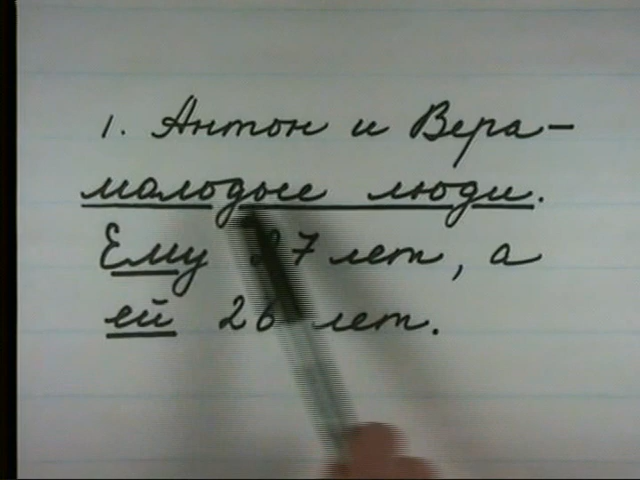 1. Антон и Вера –
молодые люди.
Ему 27 лет, а
ей 26 лет.